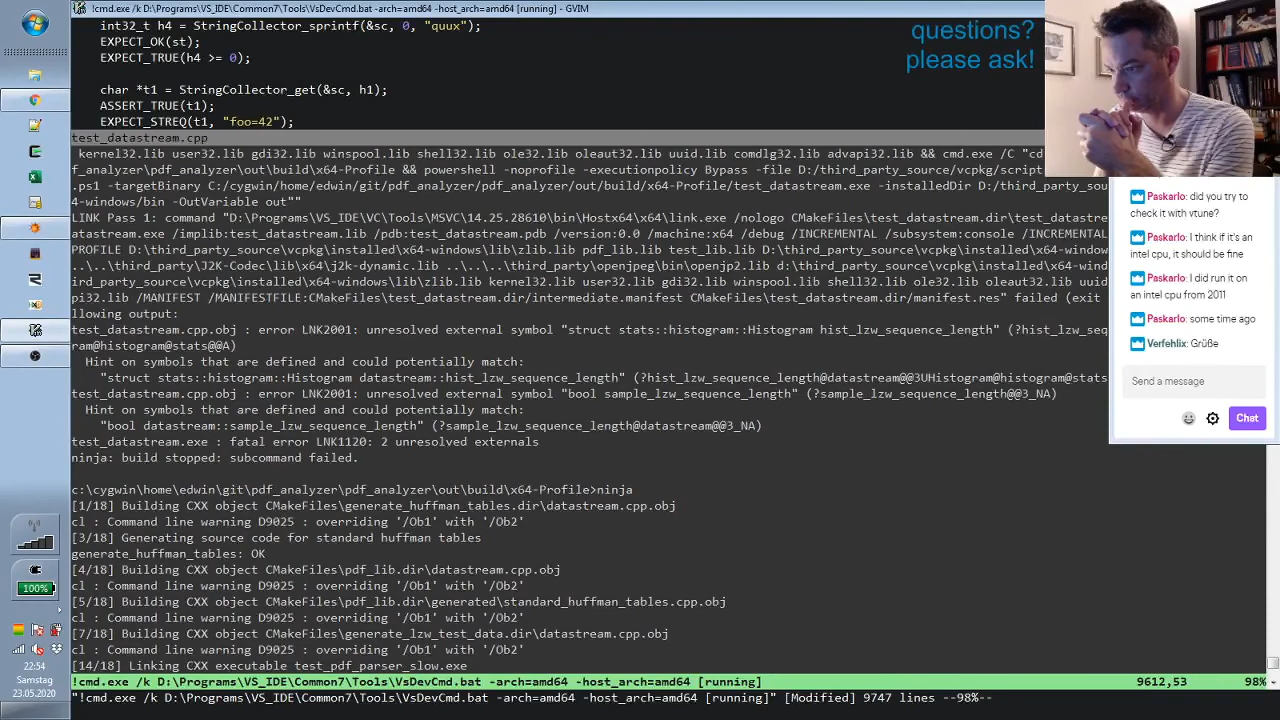 !cmd.exe /k D:\Programs\VS_IDE\Common7\Tools\VsDevCmd.bat -arch=amd64 -host_arch=amd64 [running] - GVIM
int32_t h4 = StringCollector_sprintf(&sc, 0, "quux");
EXPECT_OK(st);
EXPECT_TRUE(h4 >= 0);
char *t1 = StringCollector_get(&sc, h1);
ASSERT_TRUE(t1);
EXPECT_STREQ(t1, "foo=42");
questions?
please ask!
test_datastream.cpp
kernel32.lib user32.lib gdi32.lib winspool.lib shell32.lib ole32.lib oleaut32.lib uuid.lib comdlg32.lib advapi32.lib && cmd.exe /C "cd
f_analyzer\pdf_analyzer\out\build\x64-Profile && powershell -noprofile -executionpolicy Bypass -file D:/third_party_source/vcpkg/script
.ps1 -targetBinary C:/cygwin/home/edwin/git/pdf_analyzer/pdf_analyzer/out/build/x64-Profile/test_datastream.exe -installedDir D:/third_p
4-windows/bin -OutVariable out""
LINK Pass 1: command "D:\Programs\VS_IDE\VC\Tools\MSVC\14.25.28610\bin\Hostx64\x64\link.exe /nologo CMakeFiles\test_datastream.dir\test_datastre
atastream.exe /implib:test_datastream.lib /pdb:test_datastream.pdb /version:0.0 /machine:x64 /debug /INCREMENTAL /subsystem:console /INCREMENTAL
PROFILE D:\third_party_source\vcpkg\installed\x64-windows\lib\zlib.lib pdf_lib.lib test_lib.lib D:\third_party_source\vcpkg\installed\x64-window
..\..\third_party\J2K-Codec\lib\x64\j2k-dynamic.lib ..\..\third_party\openjpeg\bin\openjp2.lib d:\third_party_source\vcpkg\installed\x64-windows
ird_party_source\vcpkg\installed\x64-windows\lib\zlib.lib kernel32.lib user32.lib gdi32.lib winspool.lib shell32.lib ole32.lib oleaut32.lib uuid
pi32.lib /MANIFEST /MANIFESTFILE:CMakeFiles\test_datastream.dir/intermediate.manifest CMakeFiles\test_datastream.dir/manifest.res" failed (exit
llowing output:
test_datastream.cpp.obj : error LNK2001: unresolved external symbol "struct stats::histogram::Histogram hist_lzw_sequence_length" (?hist_lzw_seq
ram@histogram@stats@@A)
Hint on symbols that are defined and could potentially match:
"struct stats::histogram::Histogram datastream::hist_lzw_sequence_length" (?hist_lzw_sequence_length@datastream@@3UHistogram@histogram@stats
test_datastream.cpp.obj : error LNK2001: unresolved external symbol "bool sample_lzw_sequence_length" (?sample_lzw_sequence_length@@3_NA)
Hint on symbols that are defined and could potentially match:
"bool datastream::sample_lzw_sequence_length" (?sample_lzw_sequence_length@datastream@@3_NA)
test_datastream.exe : fatal error LNK1120: 2 unresolved externals
ninja: build stopped: subcommand failed.
c:\cygwin\home\edwin\git\pdf_analyzer\pdf_analyzer\out\build\x64-Profile>ninja
[1/18] Building CXX object CMakeFiles\generate_huffman_tables.dir\datastream.cpp.obj
cl : Command line warning D9025 : overriding '/Ob1' with '/Ob2'
[3/18] Generating source code for standard huffman tables
generate_huffman_tables: OK
[4/18] Building CXX object CMakeFiles\pdf_lib.dir\datastream.cpp.obj
cl : Command line warning D9025 : overriding '/Ob1' with '/Ob2'
[5/18] Building CXX object CMakeFiles\pdf_lib.dir\generated\standard_huffman_tables.cpp.obj
cl : Command line warning D9025 : overriding '/Ob1' with '/Ob2'
[7/18] Building CXX object CMakeFiles\generate_lzw_test_data.dir\datastream.cpp.obj
cl : Command line warning D9025 : overriding '/Ob1' with '/Ob2'
[14/18] Linking CXX executable test_pdf_parser_slow.exe
!cmd.exe /k D:\Programs\VS_IDE\Common7\Tools\VsDevCmd.bat -arch=amd64 -host_arch=amd64 [running] 9612,53 98%
"!cmd.exe /k D:\Programs\VS_IDE\Common7\Tools\VsDevCmd.bat -arch=amd64 -host_arch=amd64 [running]" [Modified] 9747 lines --98%--
Paskarlo: did you try to
check it with vtune?
Paskarlo: I think if it's an
intel cpu, it should be fine
Paskarlo: I did run it on
an intel cpu from 2011
Paskarlo: some time ago
Verfehlix: Grüße
Send a message
Chat
100%
22:54
Samstag
23.05.2020